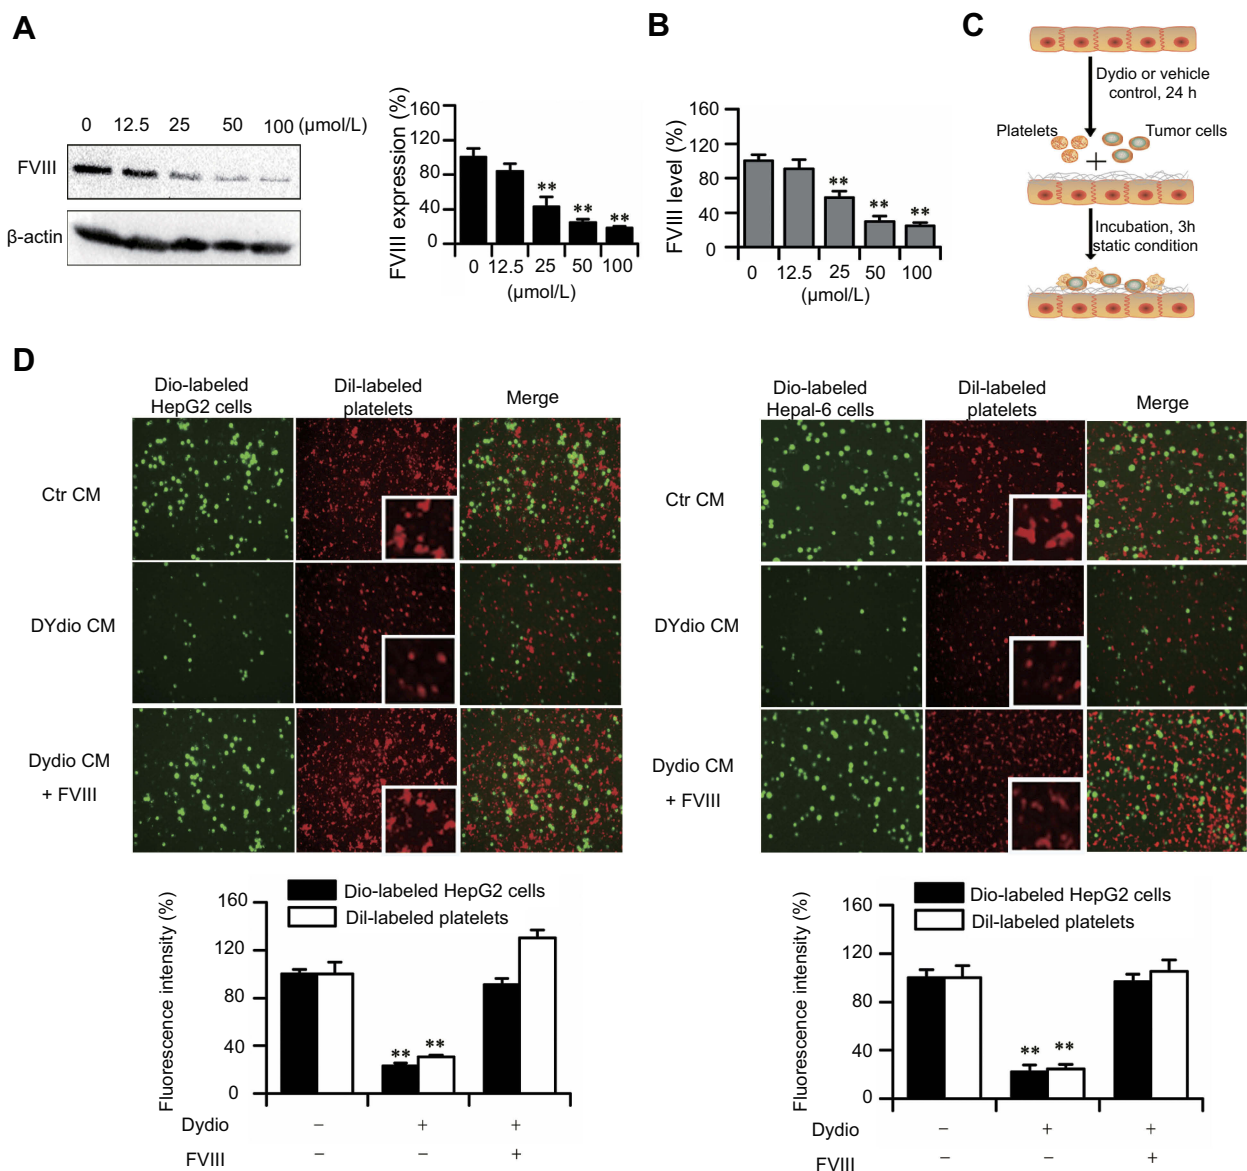 A
0 12.5 25 50 100 (μmol/L)
FVIII
β-actin
FVIII expression (%)
160
120
80
40
0
**
**
**
0 12.5 25 50 100
(μmol/L)
B
FVIII level (%)
160
120
80
40
0
**
**
**
0 12.5 25 50 100
(μmol/L)
C
Dydio or vehicle
control, 24 h
Platelets
Tumor cells
+
Incubation, 3h
static condition
D
Dio-labeled
HepG2 cells
Dil-labeled
platelets
Merge
Ctr CM
DYdio CM
Dydio CM
+ FVIII
Dio-labeled
Hepal-6 cells
Dil-labeled
platelets
Merge
Ctr CM
DYdio CM
Dydio CM
+ FVIII
Fluorescence intensity (%)
160
120
80
40
0
Dio-labeled HepG2 cells
Dil-labeled platelets
** **
Dydio − + +
FVIII − − +
Fluorescence intensity (%)
160
120
80
40
0
Dio-labeled HepG2 cells
Dil-labeled platelets
** **
Dydio − + +
FVIII − − +